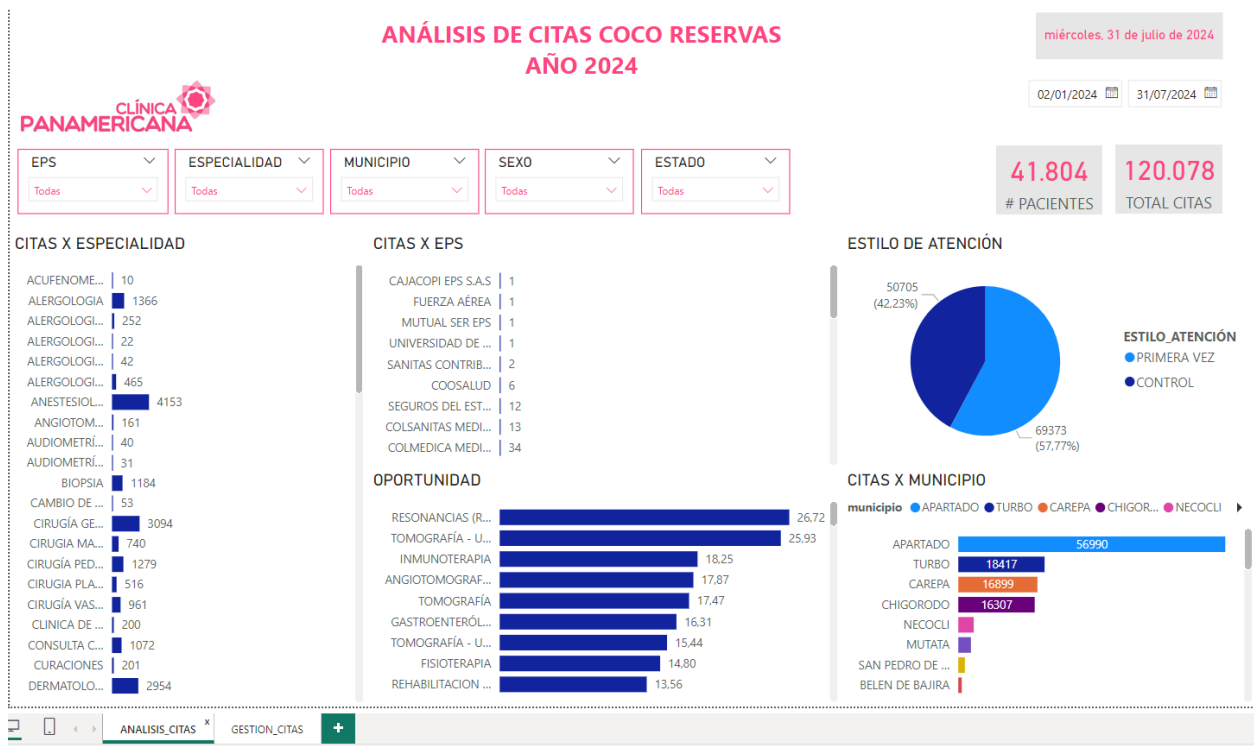 ANÁLISIS DE CITAS COCO RESERVAS
AÑO 2024
miércoles, 31 de julio de 2024
02/01/2024
31/07/2024
CLÍNICA
PANAMERICANA
EPS
Todas
ESPECIALIDAD
Todas
MUNICIPIO
Todas
SEXO
Todas
ESTADO
Todas
41.804
# PACIENTES
120.078
TOTAL CITAS
CITAS X ESPECIALIDAD
ACUFENOME... 10
ALERGOLOGIA 1366
ALERGOLOGI... 252
ALERGOLOGI... 22
ALERGOLOGI... 42
ALERGOLOGI... 465
ANESTESIOL... 4153
ANGIOTOM... 161
AUDIOMETRÍ... 40
AUDIOMETRÍ... 31
BIOPSIA 1184
CAMBIO DE ... 53
CIRUGÍA GE... 3094
CIRUGIA MA... 740
CIRUGÍA PED... 1279
CIRUGIA PLA... 516
CIRUGÍA VAS... 961
CLINICA DE ... 200
CONSULTA C... 1072
CURACIONES 201
DERMATOLO... 2954
CITAS X EPS
CAJACOPI EPS S.A.S 1
FUERZA AÉREA 1
MUTUAL SER EPS 1
UNIVERSIDAD DE ... 1
SANITAS CONTRIB... 2
COOSALUD 6
SEGUROS DEL EST... 12
COLSANITAS MEDI... 13
COLMEDICA MEDI... 34
OPORTUNIDAD
RESONANCIAS (R... 26,72
TOMOGRAFÍA - U... 25,93
INMUNOTERAPIA 18,25
ANGIOTOMOGRAF... 17,87
TOMOGRAFÍA 17,47
GASTROENTERÓL... 16,31
TOMOGRAFÍA - U... 15,44
FISIOTERAPIA 14,80
REHABILITACION ... 13,56
ESTILO DE ATENCIÓN
50705
(42,23%)
69373
(57,77%)
ESTILO_ATENCIÓN
PRIMERA VEZ
CONTROL
CITAS X MUNICIPIO
municipio APARTADO TURBO CAREPA CHIGOR... NECOCLI
APARTADO 56990
TURBO 18417
CAREPA 16899
CHIGORODO 16307
NECOCLI
MUTATA
SAN PEDRO DE ...
BELEN DE BAJIRA
ANALISIS_CITAS x
GESTION_CITAS
+